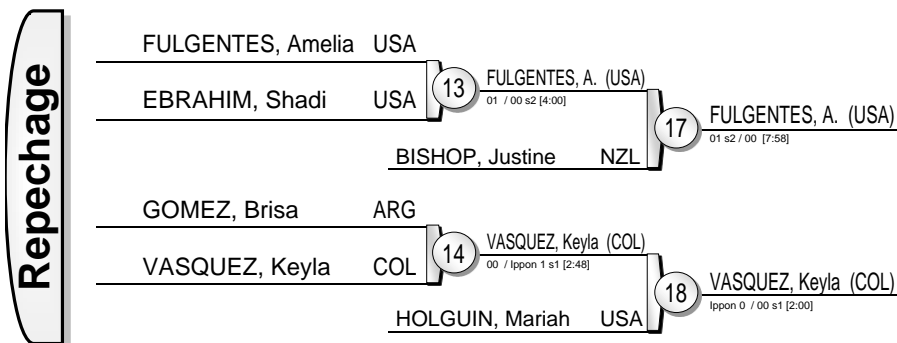 Repechage
FULGENTES, Amelia USA
EBRAHIM, Shadi USA
13
FULGENTES, A. (USA)
01 / 00 s2 [4:00]
BISHOP, Justine NZL
17
FULGENTES, A. (USA)
01 s2 / 00 [7:58]
GOMEZ, Brisa ARG
VASQUEZ, Keyla COL
14
VASQUEZ, Keyla (COL)
00 / Ippon 1 s1 [2:48]
HOLGUIN, Mariah USA
18
VASQUEZ, Keyla (COL)
Ippon 0 / 00 s1 [2:00]